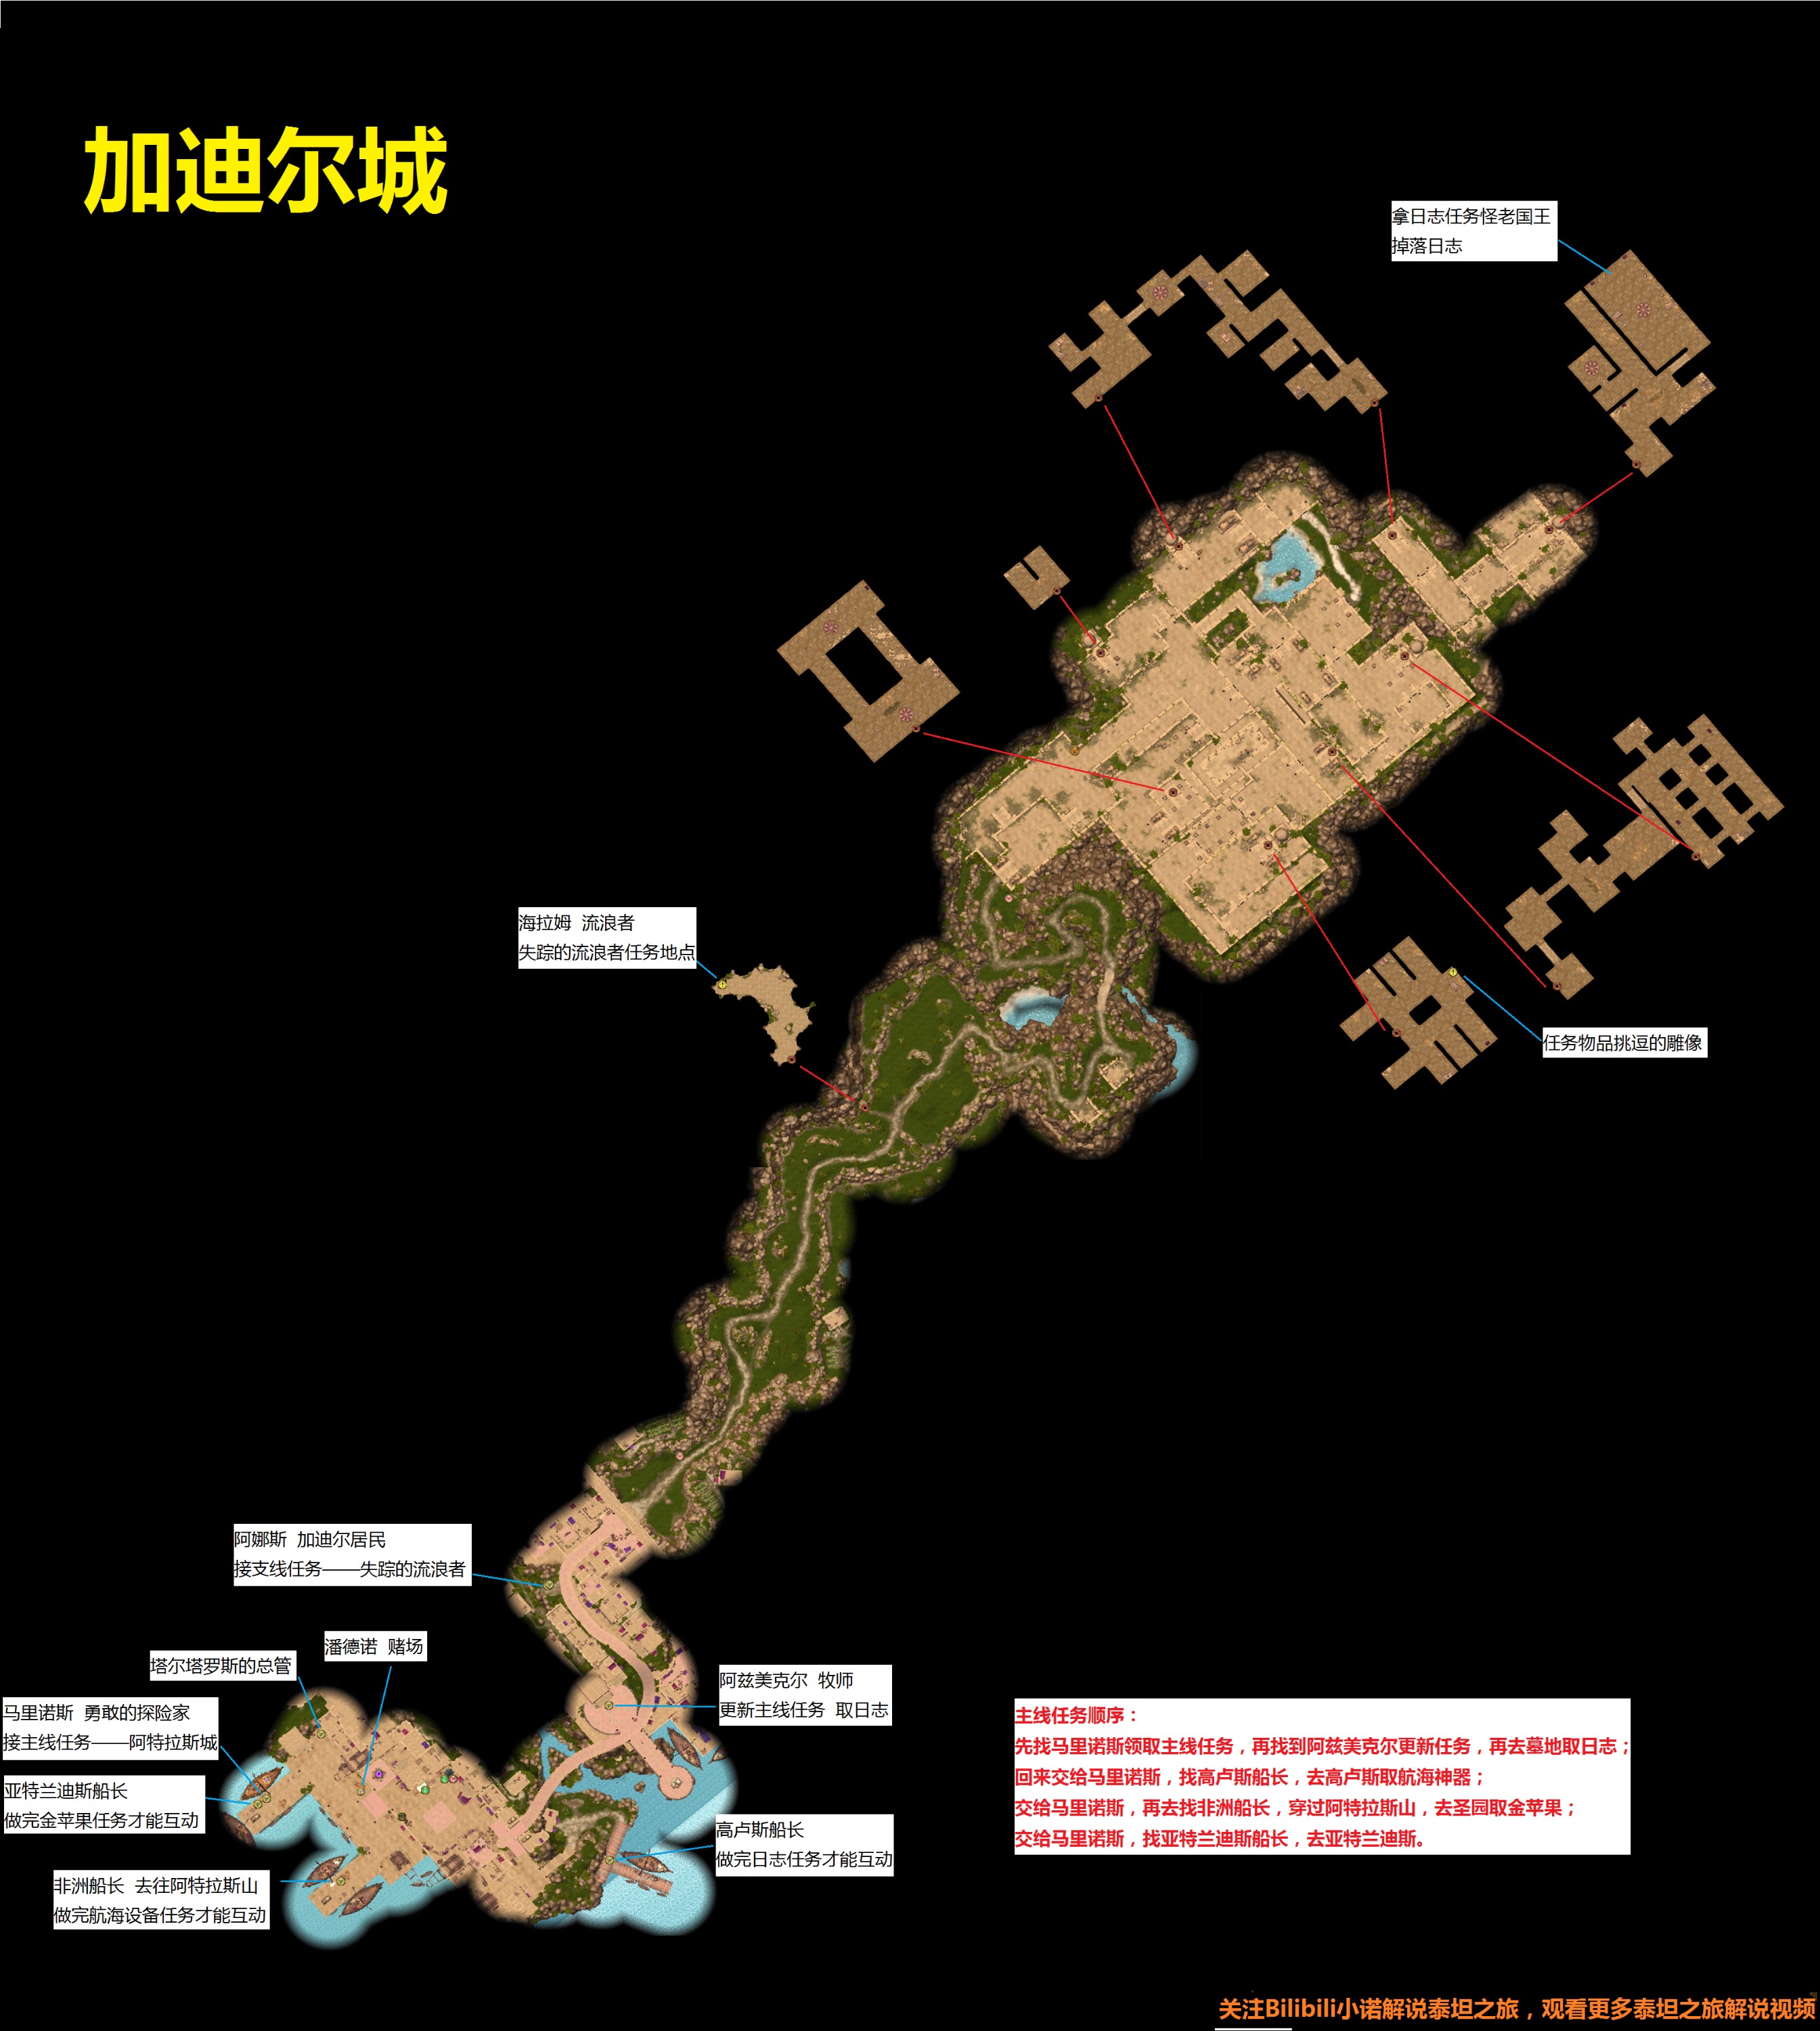 加迪尔城
拿日志任务怪老国王
掉落日志
海拉姆 流浪者
失踪的流浪者任务地点
任务物品挑逗的雕像
阿娜斯 加迪尔居民
接支线任务——失踪的流浪者
潘德诺 赌场
塔尔塔罗斯的总管
马里诺斯 勇敢的探险家
接主线任务——阿特拉斯城
亚特兰迪斯船长
做完金苹果任务才能互动
非洲船长 去往阿特拉斯山
做完航海设备任务才能互动
阿兹美克尔 牧师
更新主线任务 取日志
高卢斯船长
做完日志任务才能互动
主线任务顺序：
先找马里诺斯领取主线任务，再找到阿兹美克尔更新任务，再去墓地取日志；
回来交给马里诺斯，找高卢斯船长，去高卢斯取航海神器；
交给马里诺斯，再去找非洲船长，穿过阿特拉斯山，去圣园取金苹果；
交给马里诺斯，找亚特兰迪斯船长，去亚特兰迪斯。
关注Bilibili小诺解说泰坦之旅，观看更多泰坦之旅解说视频